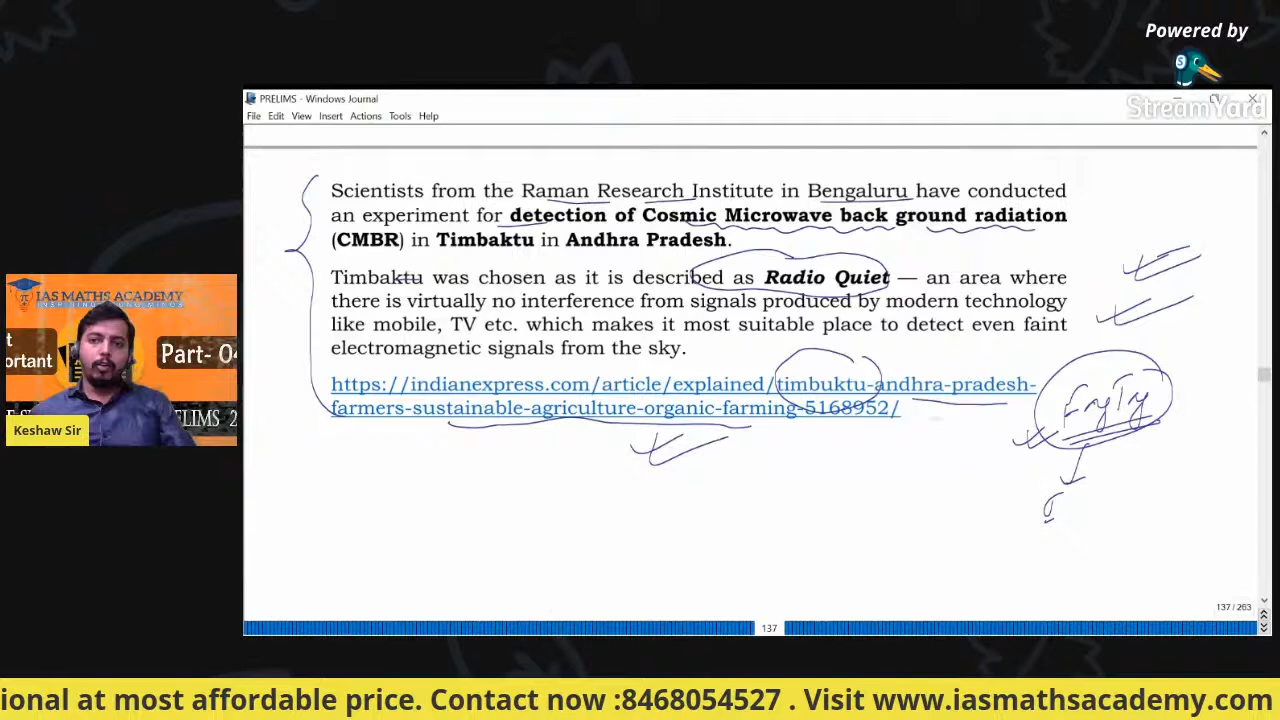 Powered by
S
StreamYard
PRELIMS - Windows Journal
File Edit View Insert Actions Tools Help
Scientists from the Raman Research Institute in Bengaluru have conducted
an experiment for detection of Cosmic Microwave back ground radiation
(CMBR) in Timbaktu in Andhra Pradesh.
Timbaktu was chosen as it is described as Radio Quiet — an area where
there is virtually no interference from signals produced by modern technology
like mobile, TV etc. which makes it most suitable place to detect even faint
electromagnetic signals from the sky.
https://indianexpress.com/article/explained/timbuktu-andhra-pradesh-
farmers-sustainable-agriculture-organic-farming-5168952/
IAS MATHS ACADEMY
Part- 04
Keshaw Sir
137 / 263
137
ional at most affordable price. Contact now :8468054527 . Visit www.iasmathsacademy.com